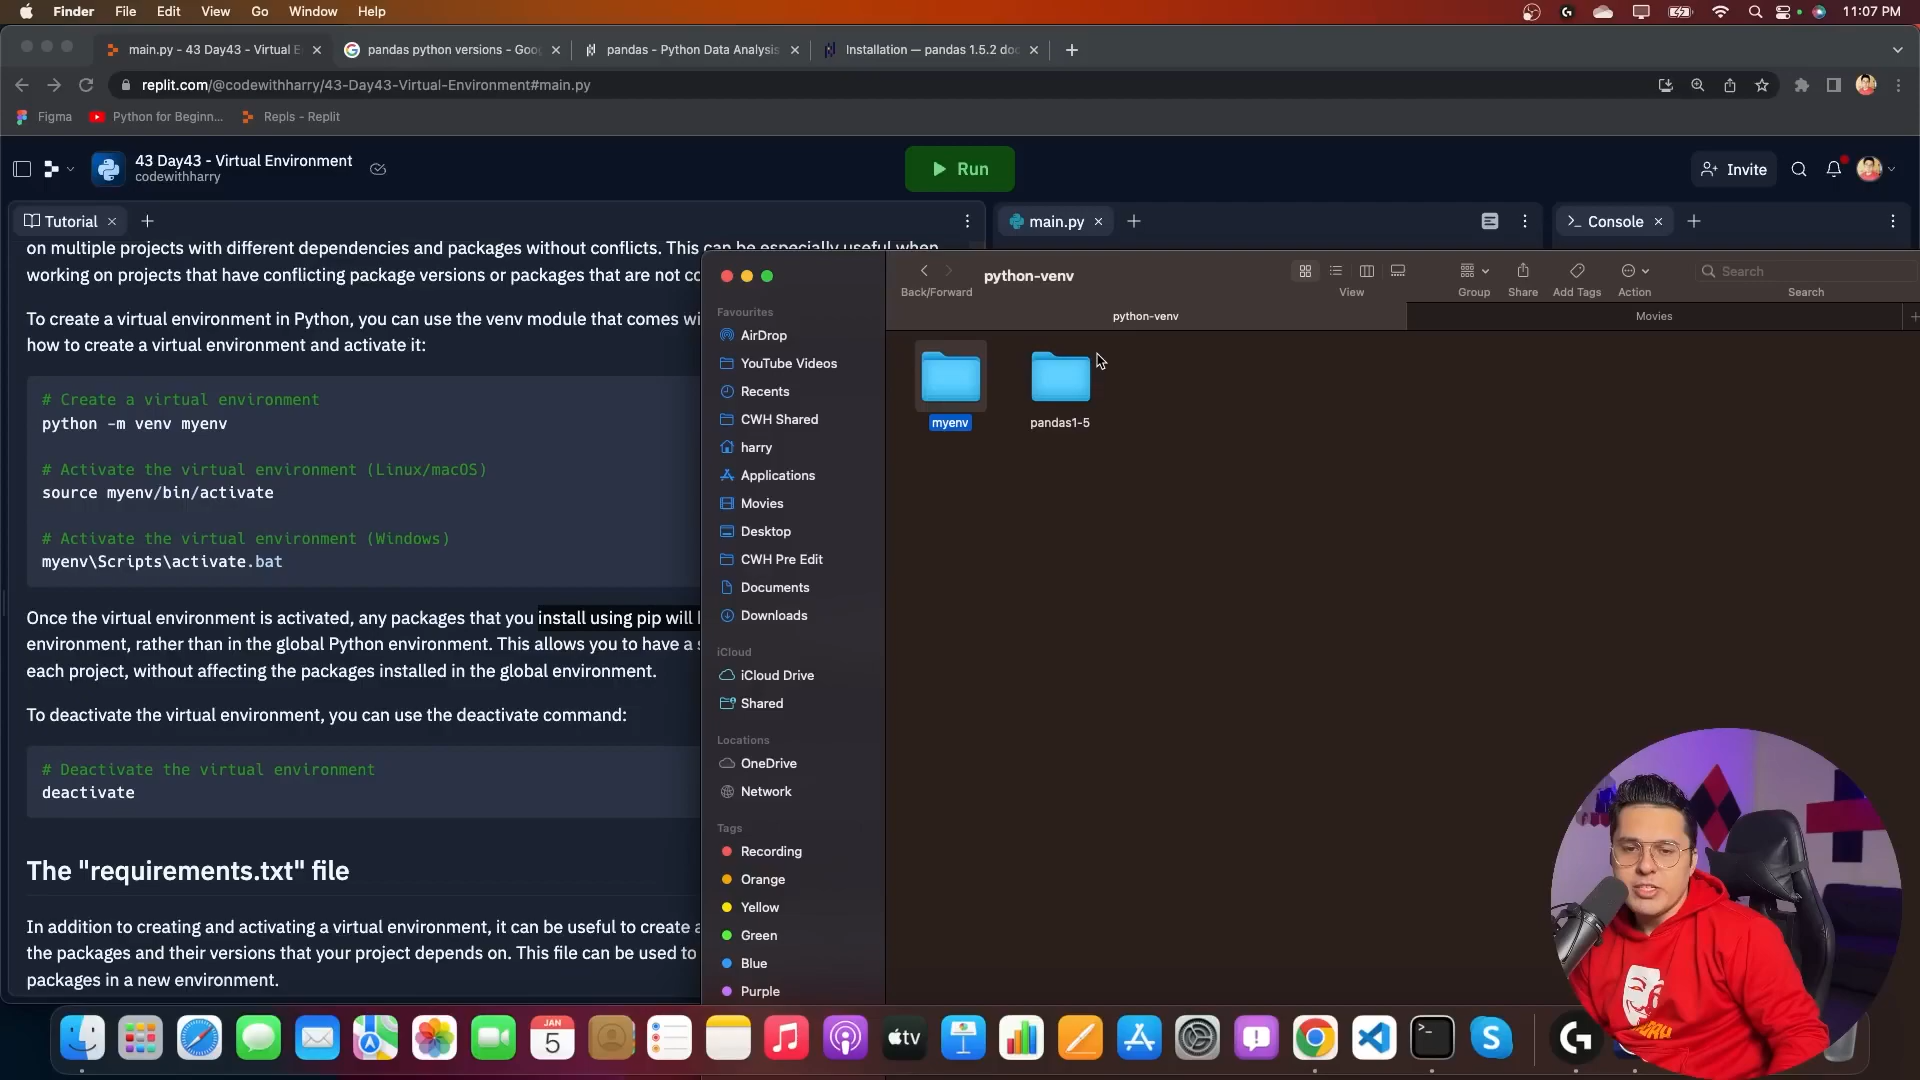 Finder File Edit View Go Window Help 11:07 PM
main.py - 43 Day43 - Virtual E
pandas python versions - Goo
pandas - Python Data Analysis
Installation — pandas 1.5.2 doc
replit.com/@codewithharry/43-Day43-Virtual-Environment#main.py
Figma Python for Beginn... Repls - Replit
43 Day43 - Virtual Environment
codewithharry
Run
Invite
Tutorial
main.py
Console
on multiple projects with different dependencies and packages without conflicts. This can be especially useful when
working on projects that have conflicting package versions or packages that are not co
To create a virtual environment in Python, you can use the venv module that comes wi
how to create a virtual environment and activate it:
# Create a virtual environment
python -m venv myenv
# Activate the virtual environment (Linux/macOS)
source myenv/bin/activate
# Activate the virtual environment (Windows)
myenv\Scripts\activate.bat
Once the virtual environment is activated, any packages that you install using pip will
environment, rather than in the global Python environment. This allows you to have a s
each project, without affecting the packages installed in the global environment.
To deactivate the virtual environment, you can use the deactivate command:
# Deactivate the virtual environment
deactivate
The "requirements.txt" file
In addition to creating and activating a virtual environment, it can be useful to create a
the packages and their versions that your project depends on. This file can be used to
packages in a new environment.
Favourites
AirDrop
YouTube Videos
Recents
CWH Shared
harry
Applications
Movies
Desktop
CWH Pre Edit
Documents
Downloads
iCloud
iCloud Drive
Shared
Locations
OneDrive
Network
Tags
Recording
Orange
Yellow
Green
Blue
Purple
python-venv
Back/Forward
View
Group
Share
Add Tags
Action
Search
Search
python-venv
Movies
myenv
pandas1-5
JAN
5
tv